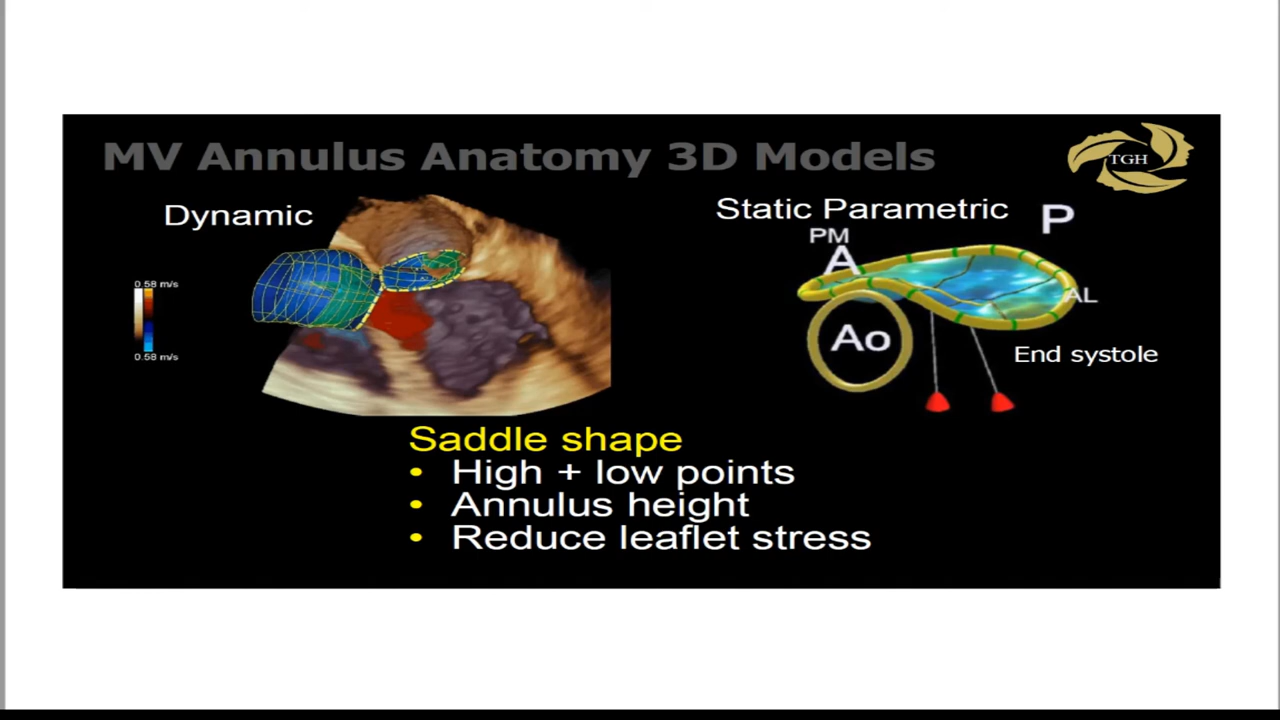 MV Annulus Anatomy 3D Models
TGH
Dynamic
Static Parametric
P
PM
A
0.58 m/s
AL
Ao
0.58 m/s
End systole
Saddle shape
• High + low points
• Annulus height
• Reduce leaflet stress